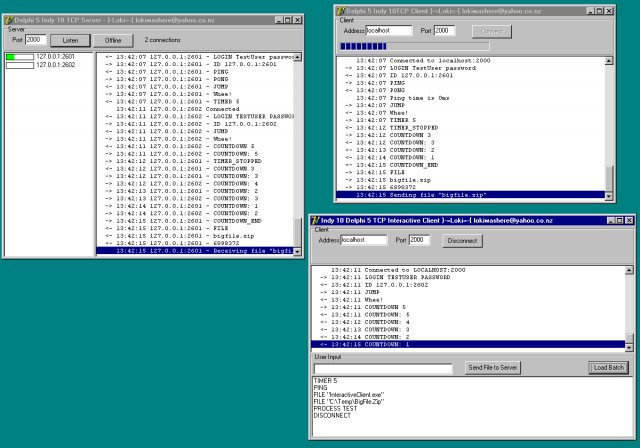 Delphi 5 Indy 10 TCP Server - }-Loki-{ lokiwashere@yahoo.co.nz
Server
Port 2000 Listen Offline 2 connections
127.0.0.1:2601
127.0.0.1:2602
<- 13:42:07 127.0.0.1:2601 - LOGIN TestUser password
-> 13:42:07 127.0.0.1:2601 - ID 127.0.0.1:2601
<- 13:42:07 127.0.0.1:2601 - PING
-> 13:42:07 127.0.0.1:2601 - PONG
<- 13:42:07 127.0.0.1:2601 - JUMP
-> 13:42:07 127.0.0.1:2601 - Whee!
<- 13:42:07 127.0.0.1:2601 - TIMER 5
13:42:11 127.0.0.1:2602 Connected
<- 13:42:11 127.0.0.1:2602 - LOGIN TESTUSER PASSWO
-> 13:42:11 127.0.0.1:2602 - ID 127.0.0.1:2602
<- 13:42:11 127.0.0.1:2602 - JUMP
-> 13:42:11 127.0.0.1:2602 - Whee!
<- 13:42:11 127.0.0.1:2602 - COUNTDOWN 5
-> 13:42:11 127.0.0.1:2602 - COUNTDOWN: 5
-> 13:42:12 127.0.0.1:2601 - TIMER_STOPPED
<- 13:42:12 127.0.0.1:2601 - COUNTDOWN 3
-> 13:42:12 127.0.0.1:2601 - COUNTDOWN: 3
-> 13:42:12 127.0.0.1:2602 - COUNTDOWN: 4
-> 13:42:13 127.0.0.1:2601 - COUNTDOWN: 2
-> 13:42:13 127.0.0.1:2602 - COUNTDOWN: 3
-> 13:42:14 127.0.0.1:2601 - COUNTDOWN: 1
-> 13:42:14 127.0.0.1:2602 - COUNTDOWN: 2
-> 13:42:15 127.0.0.1:2601 - COUNTDOWN_END
<- 13:42:15 127.0.0.1:2601 - FILE
<- 13:42:15 127.0.0.1:2601 - bigfile.zip
<- 13:42:15 127.0.0.1:2601 - 6898372
<- 13:42:15 127.0.0.1:2601 - Receiving file "bigfi
Delphi 5 Indy 10TCP Client }-=Loki=-{ lokiwashere@yahoo.co.nz
Client
Address localhost Port 2000 Connect
13:42:07 Connected to localhost:2000
-> 13:42:07 LOGIN TestUser password
<- 13:42:07 ID 127.0.0.1:2601
-> 13:42:07 PING
<- 13:42:07 PONG
13:42:07 Ping time is 0ms
-> 13:42:07 JUMP
<- 13:42:07 Whee!
-> 13:42:07 TIMER 5
<- 13:42:12 TIMER_STOPPED
-> 13:42:12 COUNTDOWN 3
<- 13:42:12 COUNTDOWN: 3
<- 13:42:13 COUNTDOWN: 2
<- 13:42:14 COUNTDOWN: 1
<- 13:42:15 COUNTDOWN_END
-> 13:42:15 FILE
-> 13:42:15 bigfile.zip
-> 13:42:15 6898372
-> 13:42:15 Sending file "bigfile.zip"
Indy 10 Delphi 5 TCP Interactive Client }-=Loki=-{ lokiwashere@yahoo.co.nz
Client
Address localhost Port 2000 Disconnect
13:42:11 Connected to LOCALHOST:2000
-> 13:42:11 LOGIN TESTUSER PASSWORD
<- 13:42:11 ID 127.0.0.1:2602
-> 13:42:11 JUMP
<- 13:42:11 Whee!
-> 13:42:11 COUNTDOWN 5
<- 13:42:11 COUNTDOWN: 5
<- 13:42:12 COUNTDOWN: 4
<- 13:42:13 COUNTDOWN: 3
<- 13:42:14 COUNTDOWN: 2
<- 13:42:15 COUNTDOWN: 1
User Input
Send File to Server Load Batch
TIMER 5
PING
FILE "InteractiveClient.exe"
FILE "C:\Temp\BigFile.Zip"
PROCESS TEST
DISCONNECT